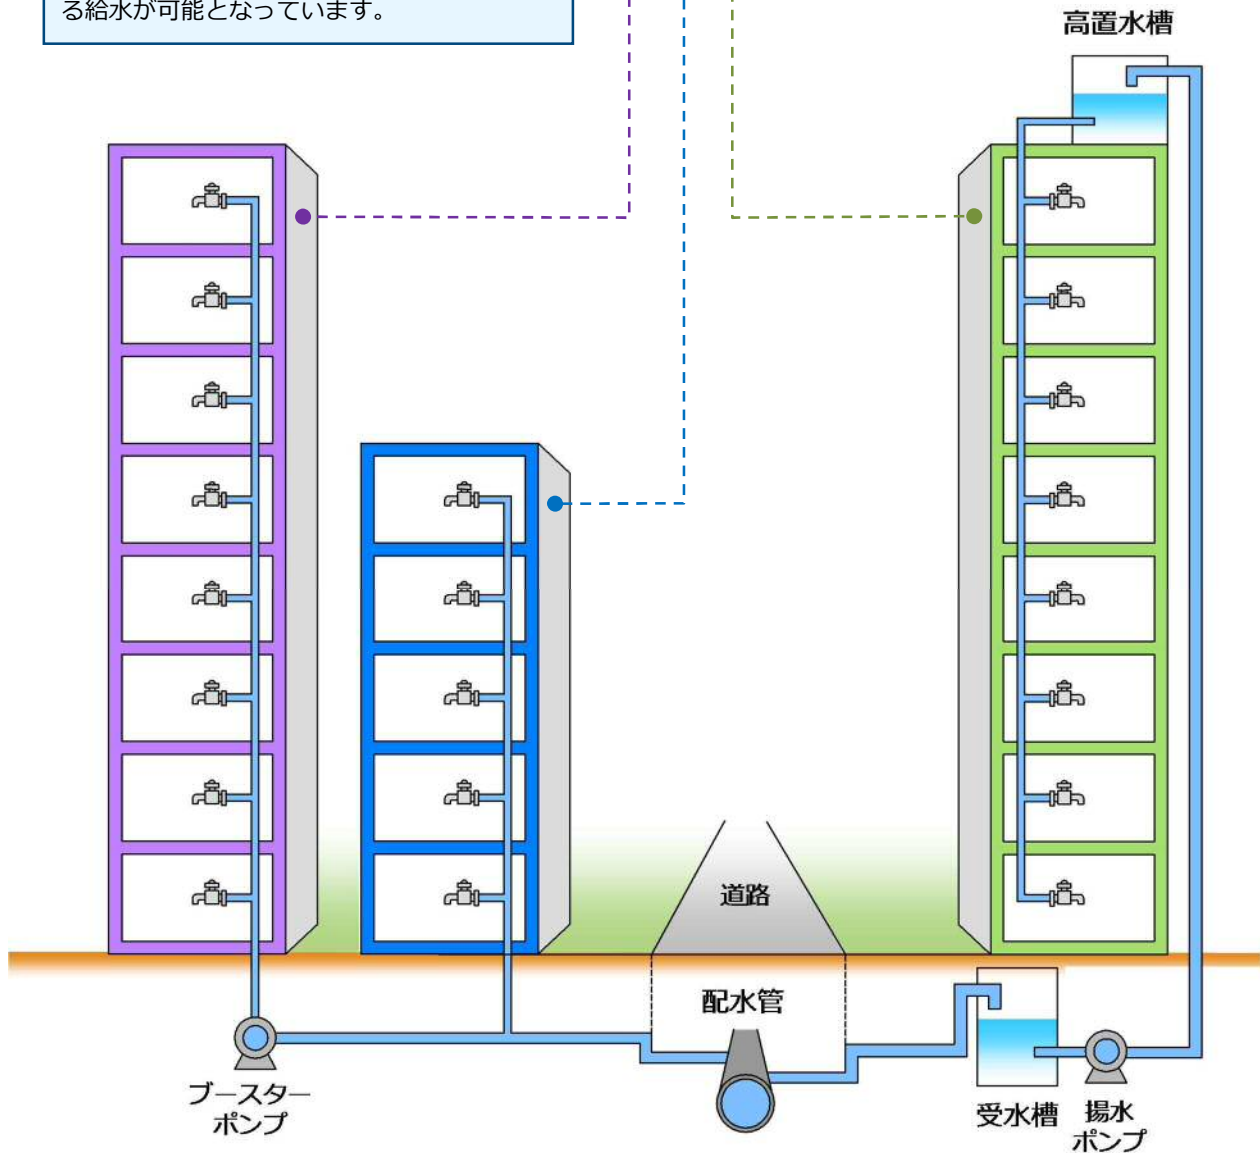 る給水が可能となっています。
高置水槽
道路
配水管
ブースター
ポンプ
受水槽
揚水
ポンプ